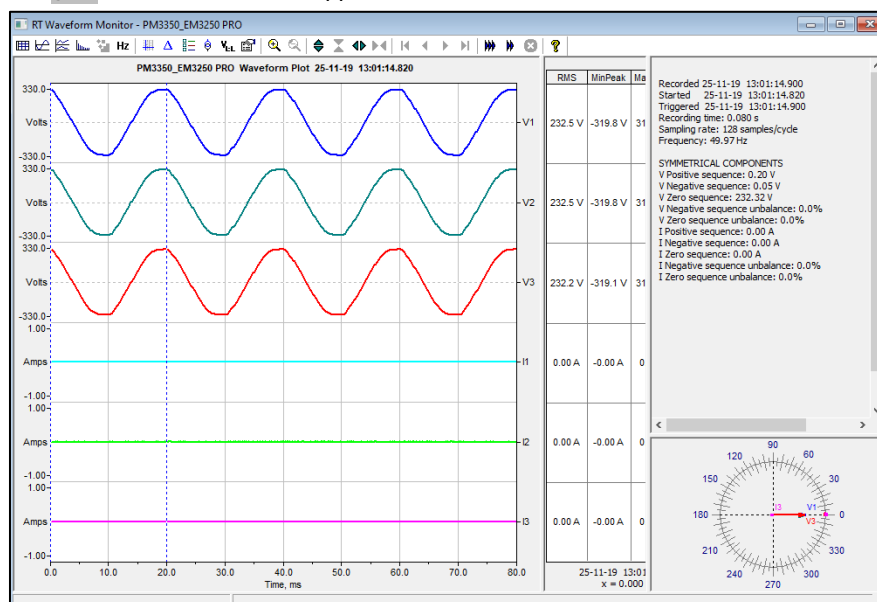 RT Waveform Monitor - PM3350_EM3250 PRO
Hz
PM3350_EM3250 PRO Waveform Plot 25-11-19 13:01:14.820
330.0
Volts
-330.0
V1
330.0
Volts
-330.0
V2
330.0
Volts
-330.0
V3
1.00
Amps
-1.00
I1
1.00
Amps
-1.00
I2
1.00
Amps
-1.00
I3
0.0 10.0 20.0 30.0 40.0 50.0 60.0 70.0 80.0
Time, ms
RMS MinPeak Ma
232.5 V -319.8 V 31
232.5 V -319.8 V 31
232.2 V -319.1 V 31
0.00 A -0.00 A 0
0.00 A -0.00 A 0
0.00 A -0.00 A 0
25-11-19 13:01
x = 0.000
Recorded 25-11-19 13:01:14.900
Started 25-11-19 13:01:14.820
Triggered 25-11-19 13:01:14.900
Recording time: 0.080 s
Sampling rate: 128 samples/cycle
Frequency: 49.97 Hz
SYMMETRICAL COMPONENTS
V Positive sequence: 0.20 V
V Negative sequence: 0.05 V
V Zero sequence: 232.32 V
V Negative sequence unbalance: 0.0%
V Zero sequence unbalance: 0.0%
I Positive sequence: 0.00 A
I Negative sequence: 0.00 A
I Zero sequence: 0.00 A
I Negative sequence unbalance: 0.0%
I Zero sequence unbalance: 0.0%
90
120 60
150 30
I3 V1
180 0
V3
210 330
240 300
270